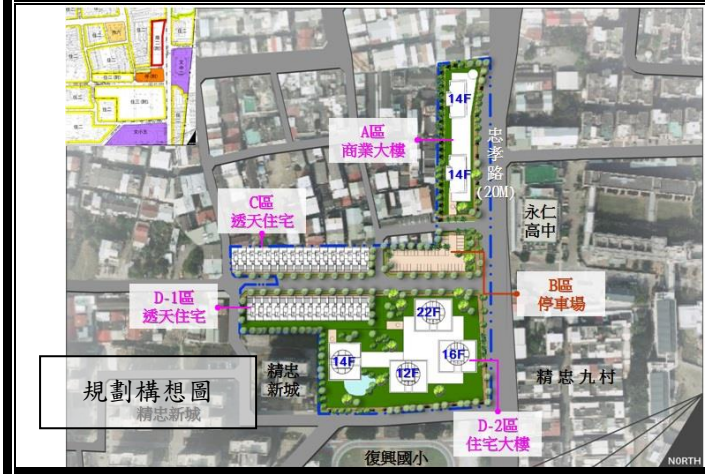 14F
A區
商業大樓
14F
忠孝路
(20M)
永仁
高中
C區
透天住宅
B區
停車場
D-1區
透天住宅
22F
16F
14F
12F
精忠
新城
精忠九村
規劃構想圖
精忠新城
D-2區
住宅大樓
復興國小
NORTH